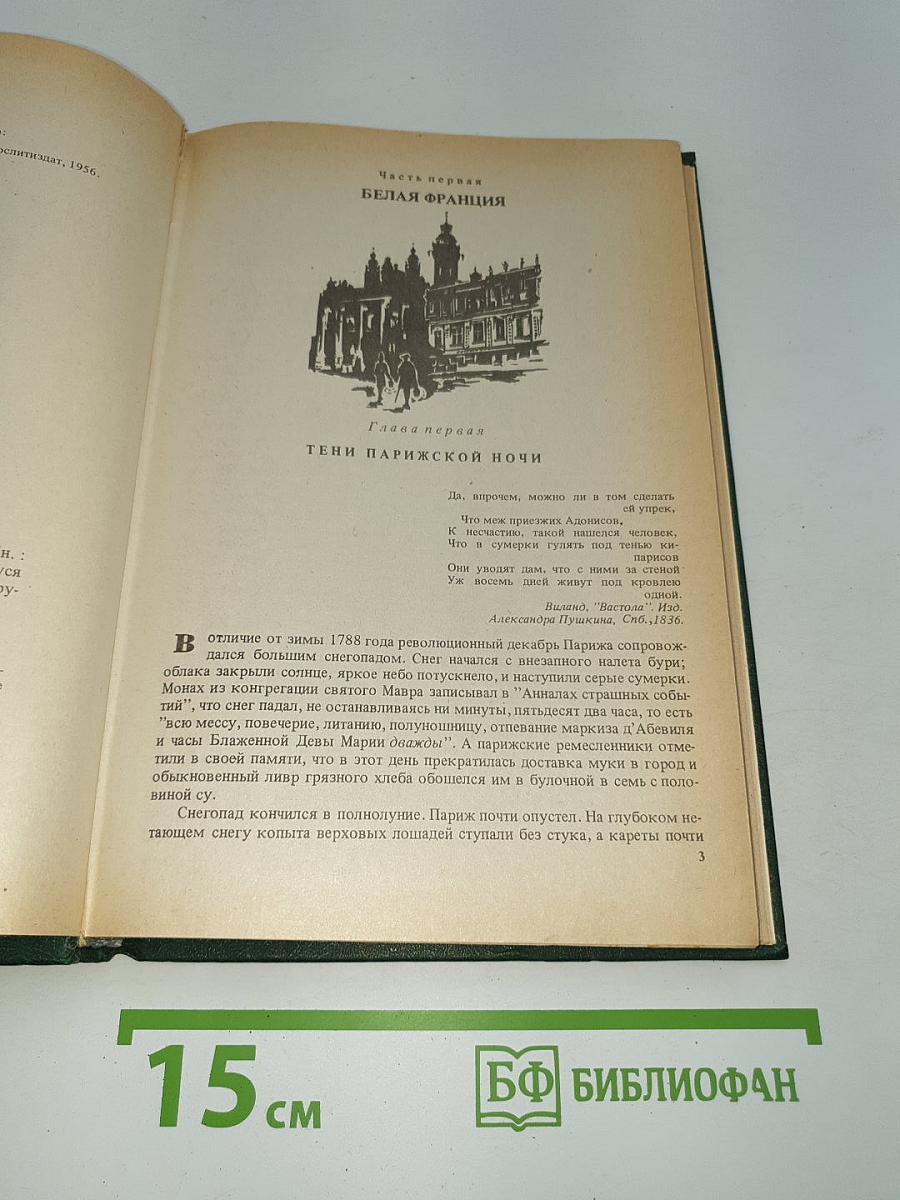 о:
ослитиздат, 1956.
н. :
уся
ру-
Часть первая
БЕЛАЯ ФРАНЦИЯ
Глава первая
ТЕНИ ПАРИЖСКОЙ НОЧИ
Да, впрочем, можно ли в том сделать
ей упрек,
Что меж приезжих Адонисов,
К несчастию, такой нашелся человек,
Что в сумерки гулять под тенью ки-
парисов
Они уводят дам, что с ними за стеной
Уж восемь дней живут под кровлею
одной.
Виланд, "Вастола". Изд.
Александра Пушкина, Спб.,1836.
В отличие от зимы 1788 года революционный декабрь Парижа сопровож-
дался большим снегопадом. Снег начался с внезапного налета бури;
облака закрыли солнце, яркое небо потускнело, и наступили серые сумерки.
Монах из конгрегации святого Мавра записывал в "Анналах страшных собы-
тий", что снег падал, не останавливаясь ни минуты, пятьдесят два часа, то есть
"всю мессу, повечерие, литанию, полуношницу, отпевание маркиза д'Абевиля
и часы Блаженной Девы Марии дважды". А парижские ремесленники отме-
тили в своей памяти, что в этот день прекратилась доставка муки в город и
обыкновенный ливр грязного хлеба обошелся им в булочной в семь с поло-
виной су.
Снегопад кончился в полнолуние. Париж почти опустел. На глубоком не-
тающем снегу копыта верховых лошадей ступали без стука, а кареты почти
3
15 см
БФ БИБЛИОФАН